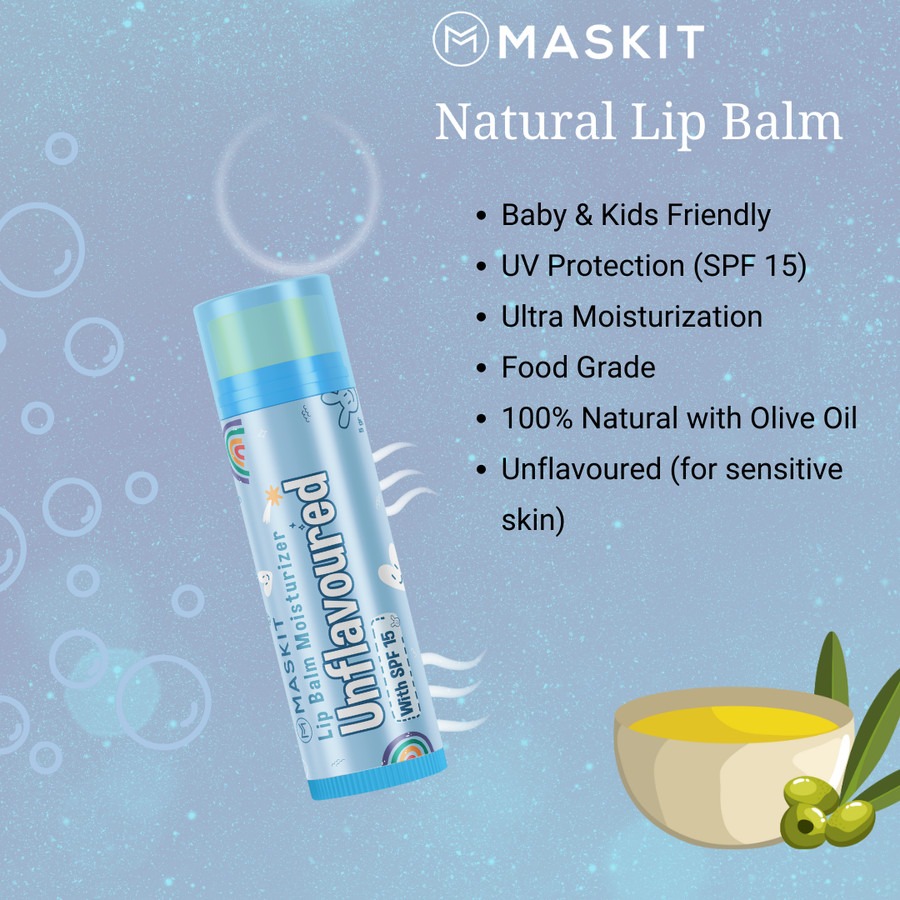 MASKIT
Natural Lip Balm
• Baby & Kids Friendly
• UV Protection (SPF 15)
• Ultra Moisturization
• Food Grade
• 100% Natural with Olive Oil
• Unflavoured (for sensitive
skin)
MASKIT
Lip Balm Moisturizer
Unflavoured
With SPF 15